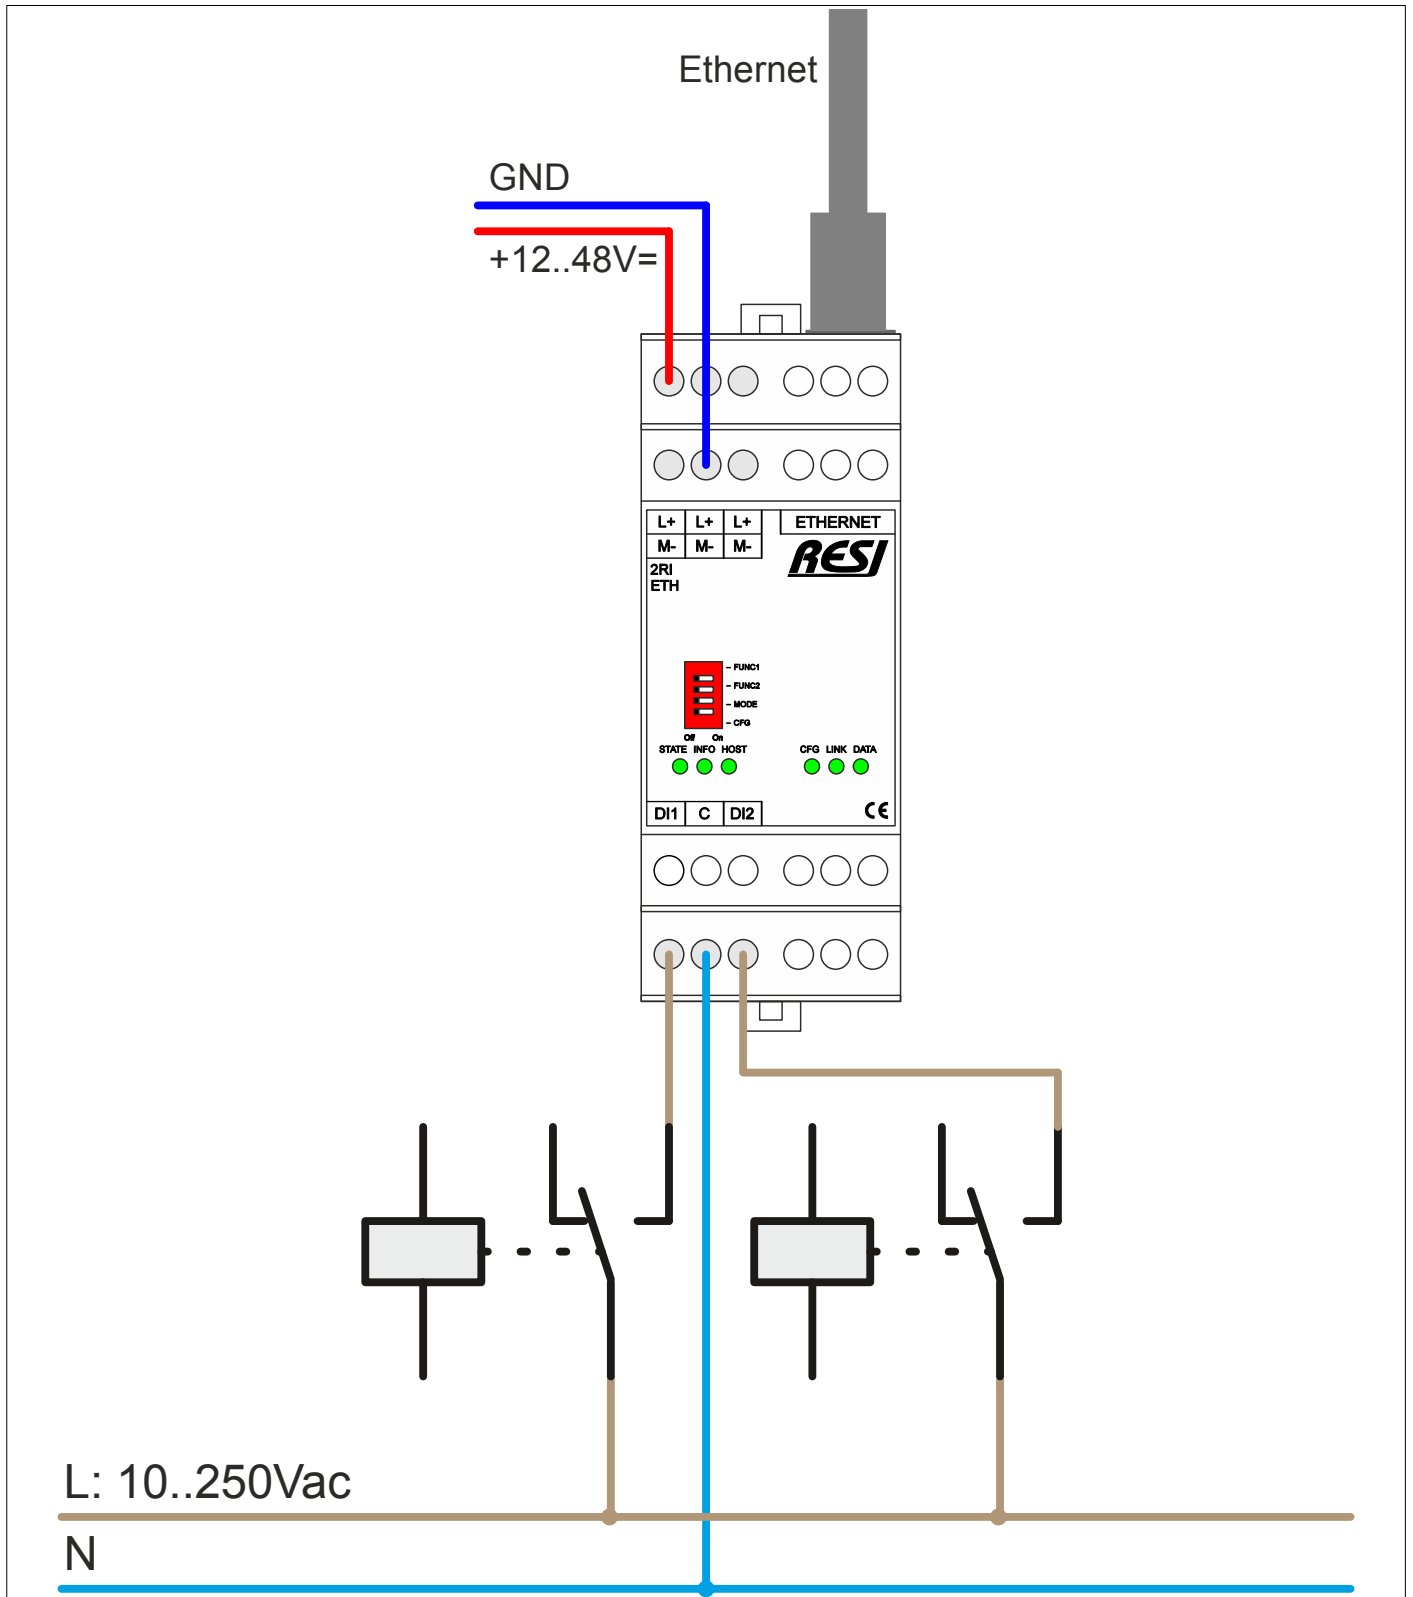 Ethernet
GND
+12..48V=
L+ L+ L+ ETHERNET
M- M- M- RESI
2RI
ETH
– FUNC1
– FUNC2
– MODE
– CFG
Off On
STATE INFO HOST CFG LINK DATA
DI1 C DI2 CE
L: 10..250Vac
N